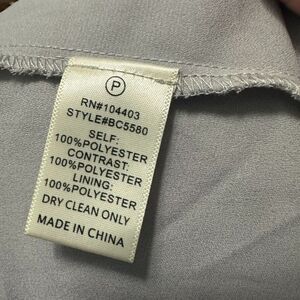 P
RN#104403
STYLE#BC5580
SELF:
100%POLYESTER
CONTRAST:
100%POLYESTER
LINING:
100%POLYESTER
DRY CLEAN ONLY
MADE IN CHINA